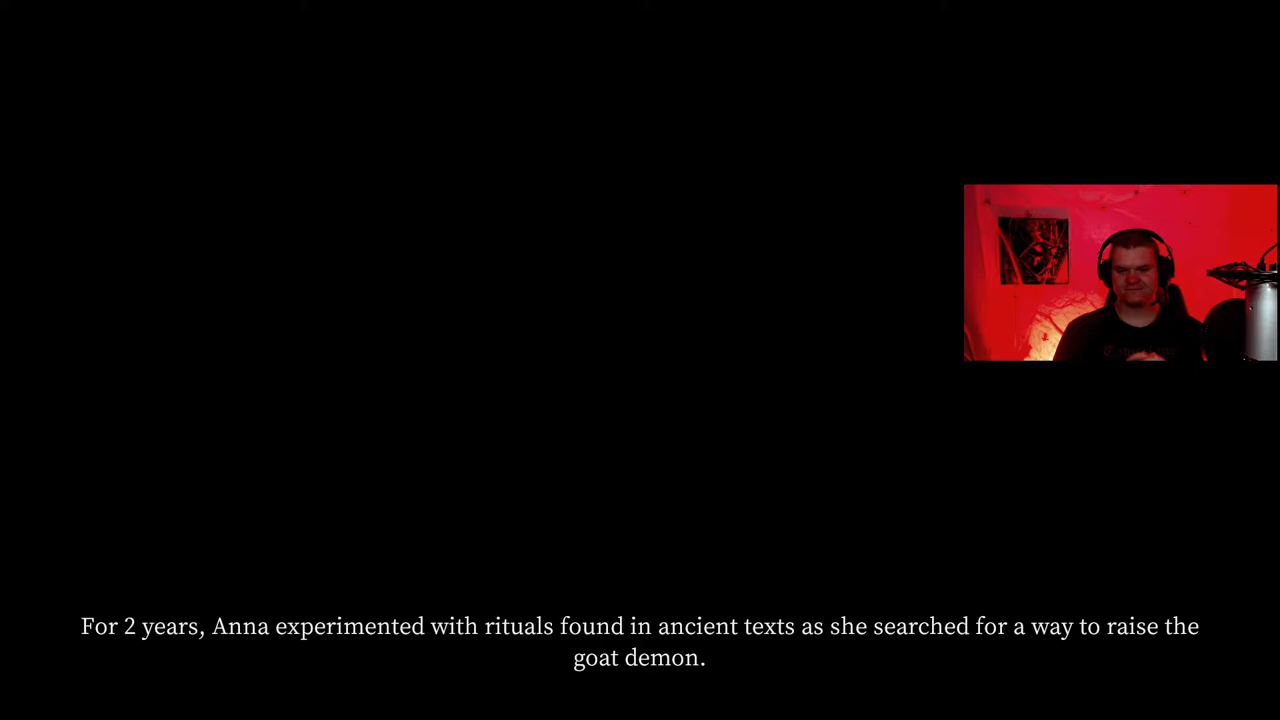 For 2 years, Anna experimented with rituals found in ancient texts as she searched for a way to raise the
goat demon.